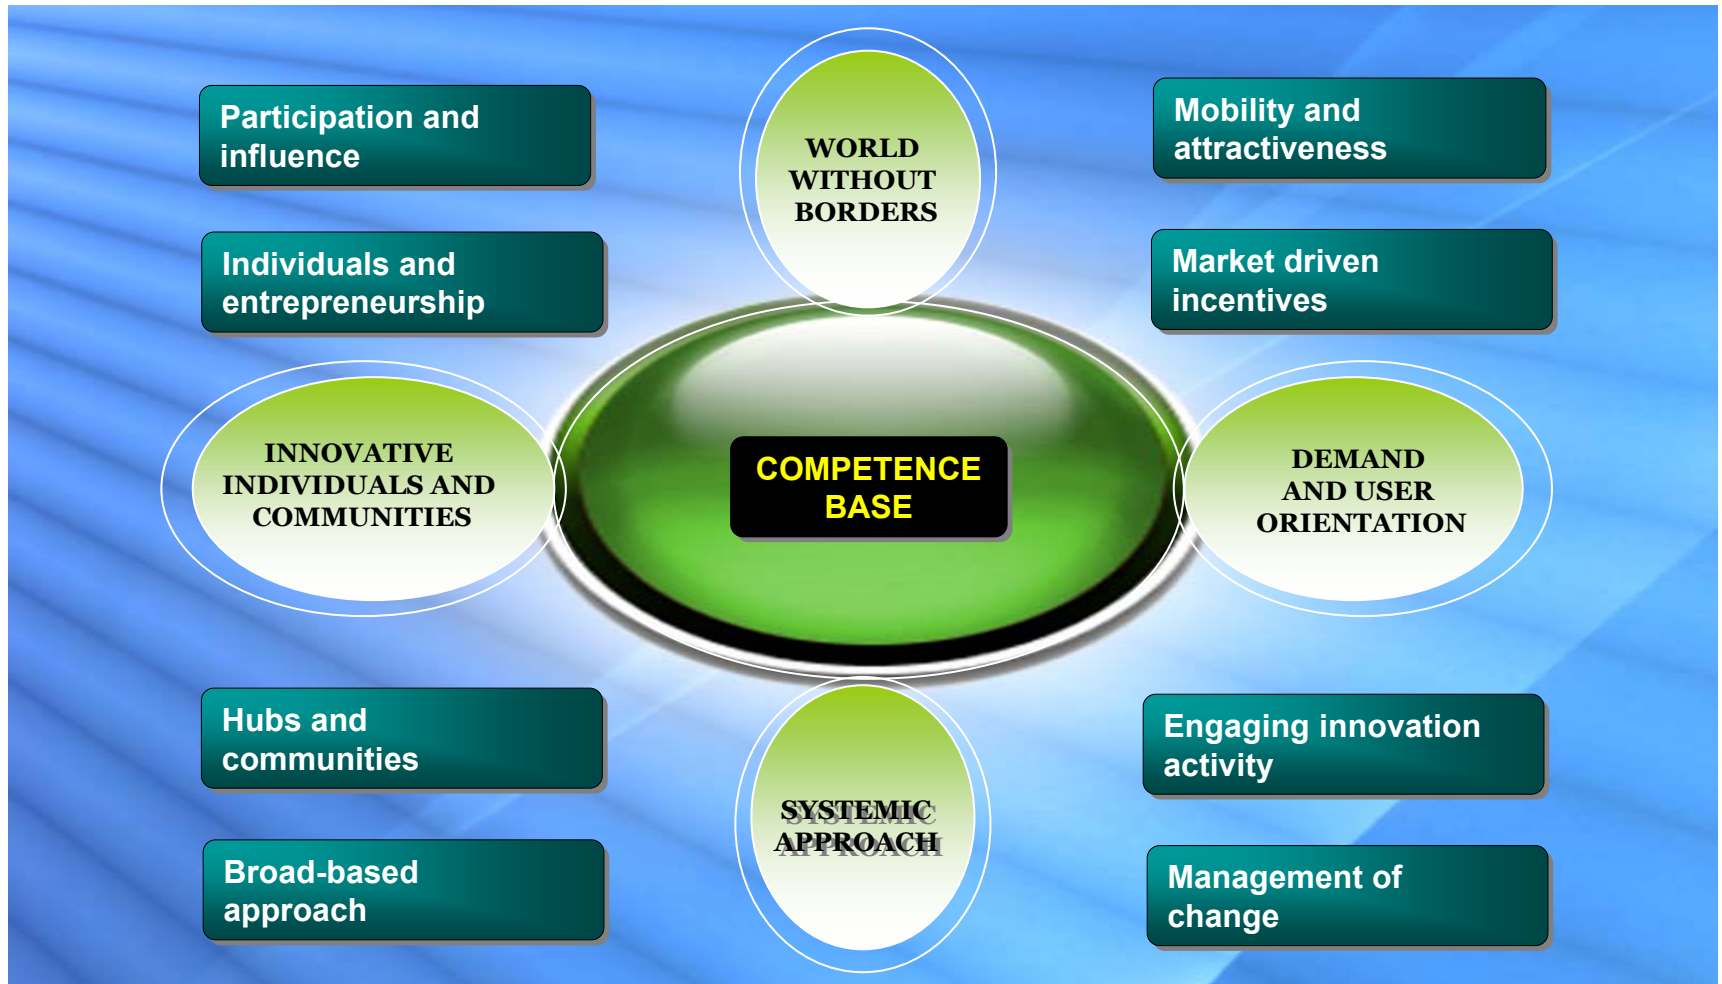 Participation and
influence
WORLD
WITHOUT
BORDERS
Mobility and
attractiveness
Individuals and
entrepreneurship
Market driven
incentives
INNOVATIVE
INDIVIDUALS AND
COMMUNITIES
COMPETENCE
BASE
DEMAND
AND USER
ORIENTATION
Hubs and
communities
Engaging innovation
activity
SYSTEMIC
APPROACH
Broad-based
approach
Management of
change